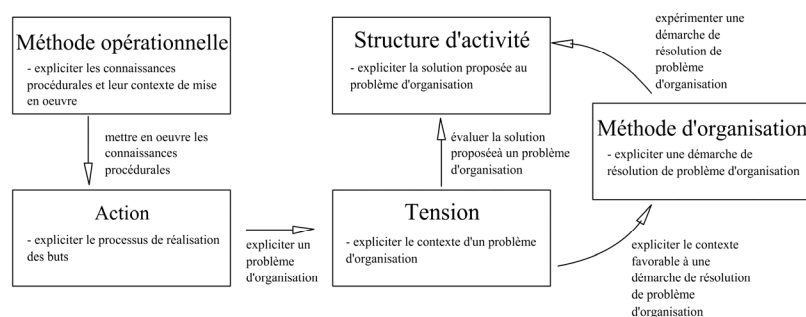 Méthode opérationnelle
- expliciter les connaissances
procédurales et leur contexte de mise
en oeuvre
mettre en oeuvre les
connaissances
procédurales
Action
- expliciter le processus de réalisation
des buts
expliciter un
problème
d'organisation
Structure d'activité
- expliciter la solution proposée au
problème d'organisation
évaluer la solution
proposéeà un problème
d'organisation
Tension
- expliciter le contexte d'un problème
d'organisation
expérimenter une
démarche de
résolution de
problème
d'organisation
Méthode d'organisation
- expliciter une démarche de
résolution de problème d'organisation
expliciter le contexte
favorable à une
démarche de résolution
de problème
d'organisation